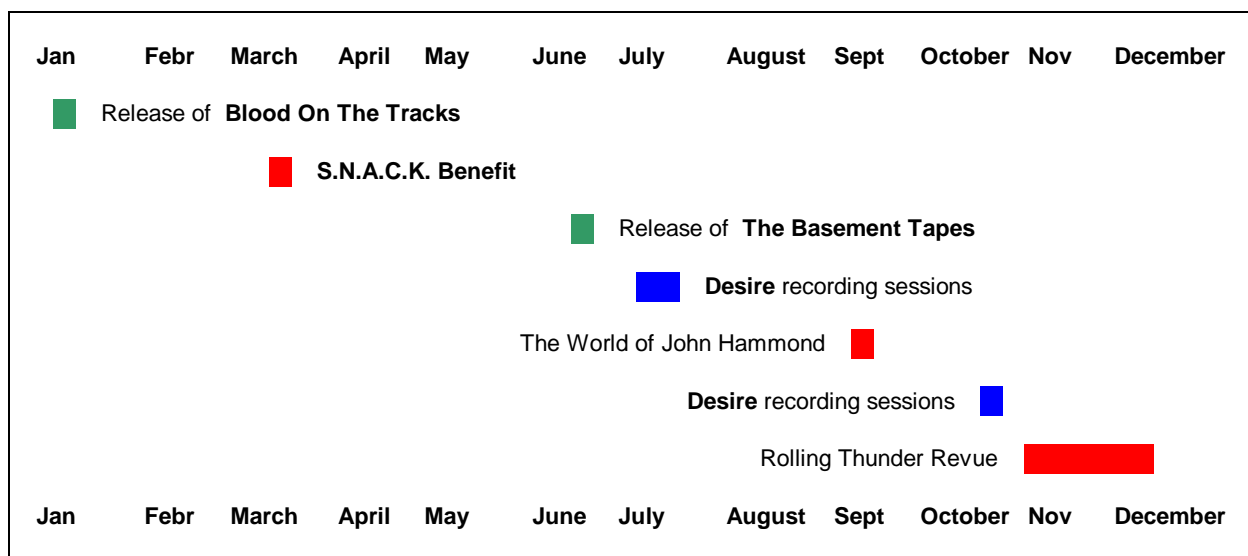 Jan Febr March April May June July August Sept October Nov December
Release of Blood On The Tracks
S.N.A.C.K. Benefit
Release of The Basement Tapes
Desire recording sessions
The World of John Hammond
Desire recording sessions
Rolling Thunder Revue
Jan Febr March April May June July August Sept October Nov December